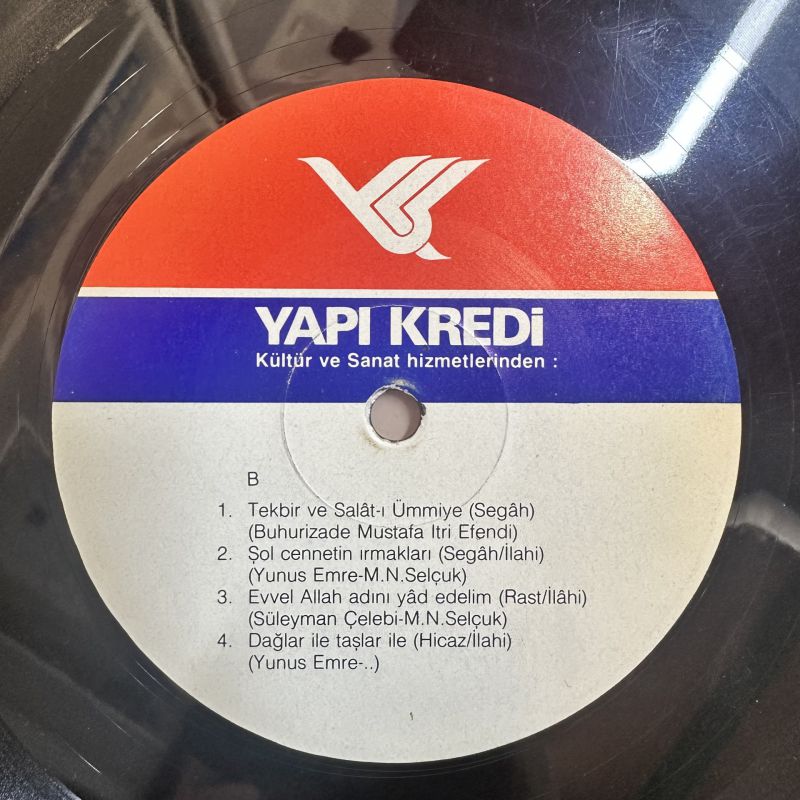 YAPI KREDİ
Kültür ve Sanat hizmetlerinden :
B
1. Tekbir ve Salât-ı Ümmiye (Segâh)
(Buhurizade Mustafa Itri Efendi)
2. Şol cennetin ırmakları (Segâh/İlahi)
(Yunus Emre-M.N.Selçuk)
3. Evvel Allah adını yâd edelim (Rast/İlâhi)
(Süleyman Çelebi-M.N.Selçuk)
4. Dağlar ile taşlar ile (Hicaz/İlahi)
(Yunus Emre-..)